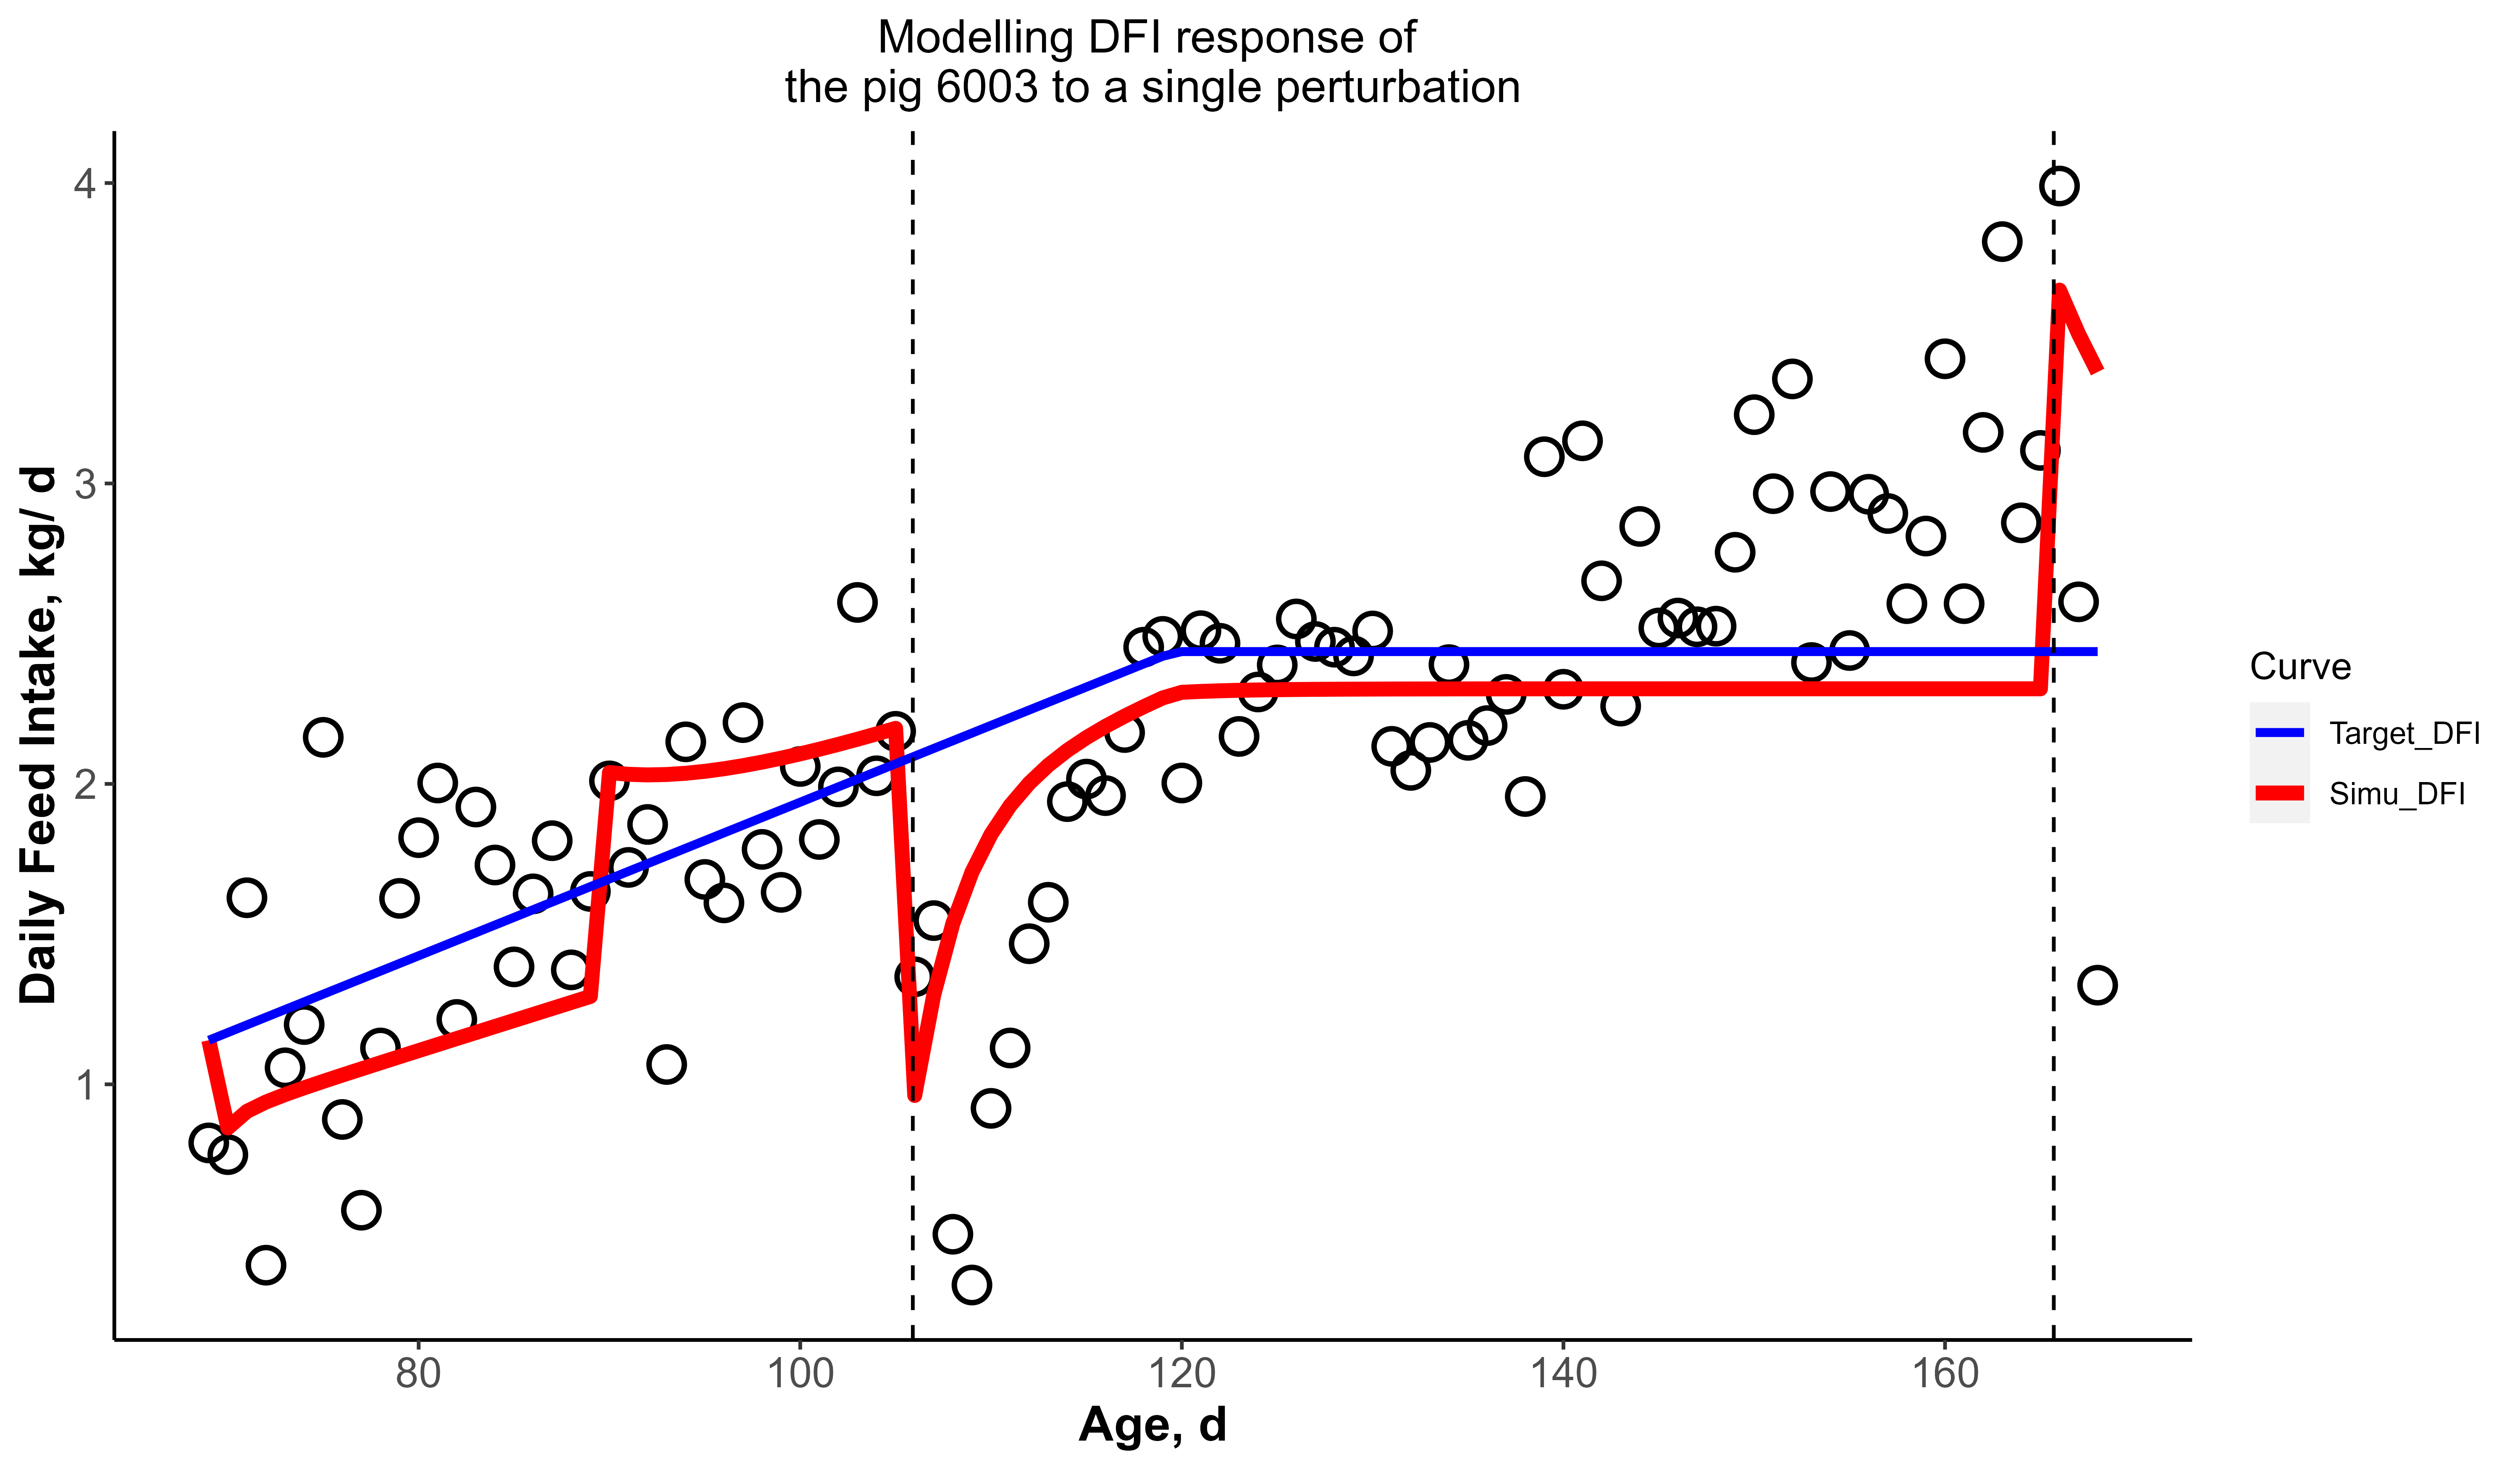 Modelling DFI response of
the pig 6003 to a single perturbation
Daily Feed Intake, kg/ d
4
3
2
1
80
100
120
140
160
Age, d
Curve
Target_DFI
Simu_DFI